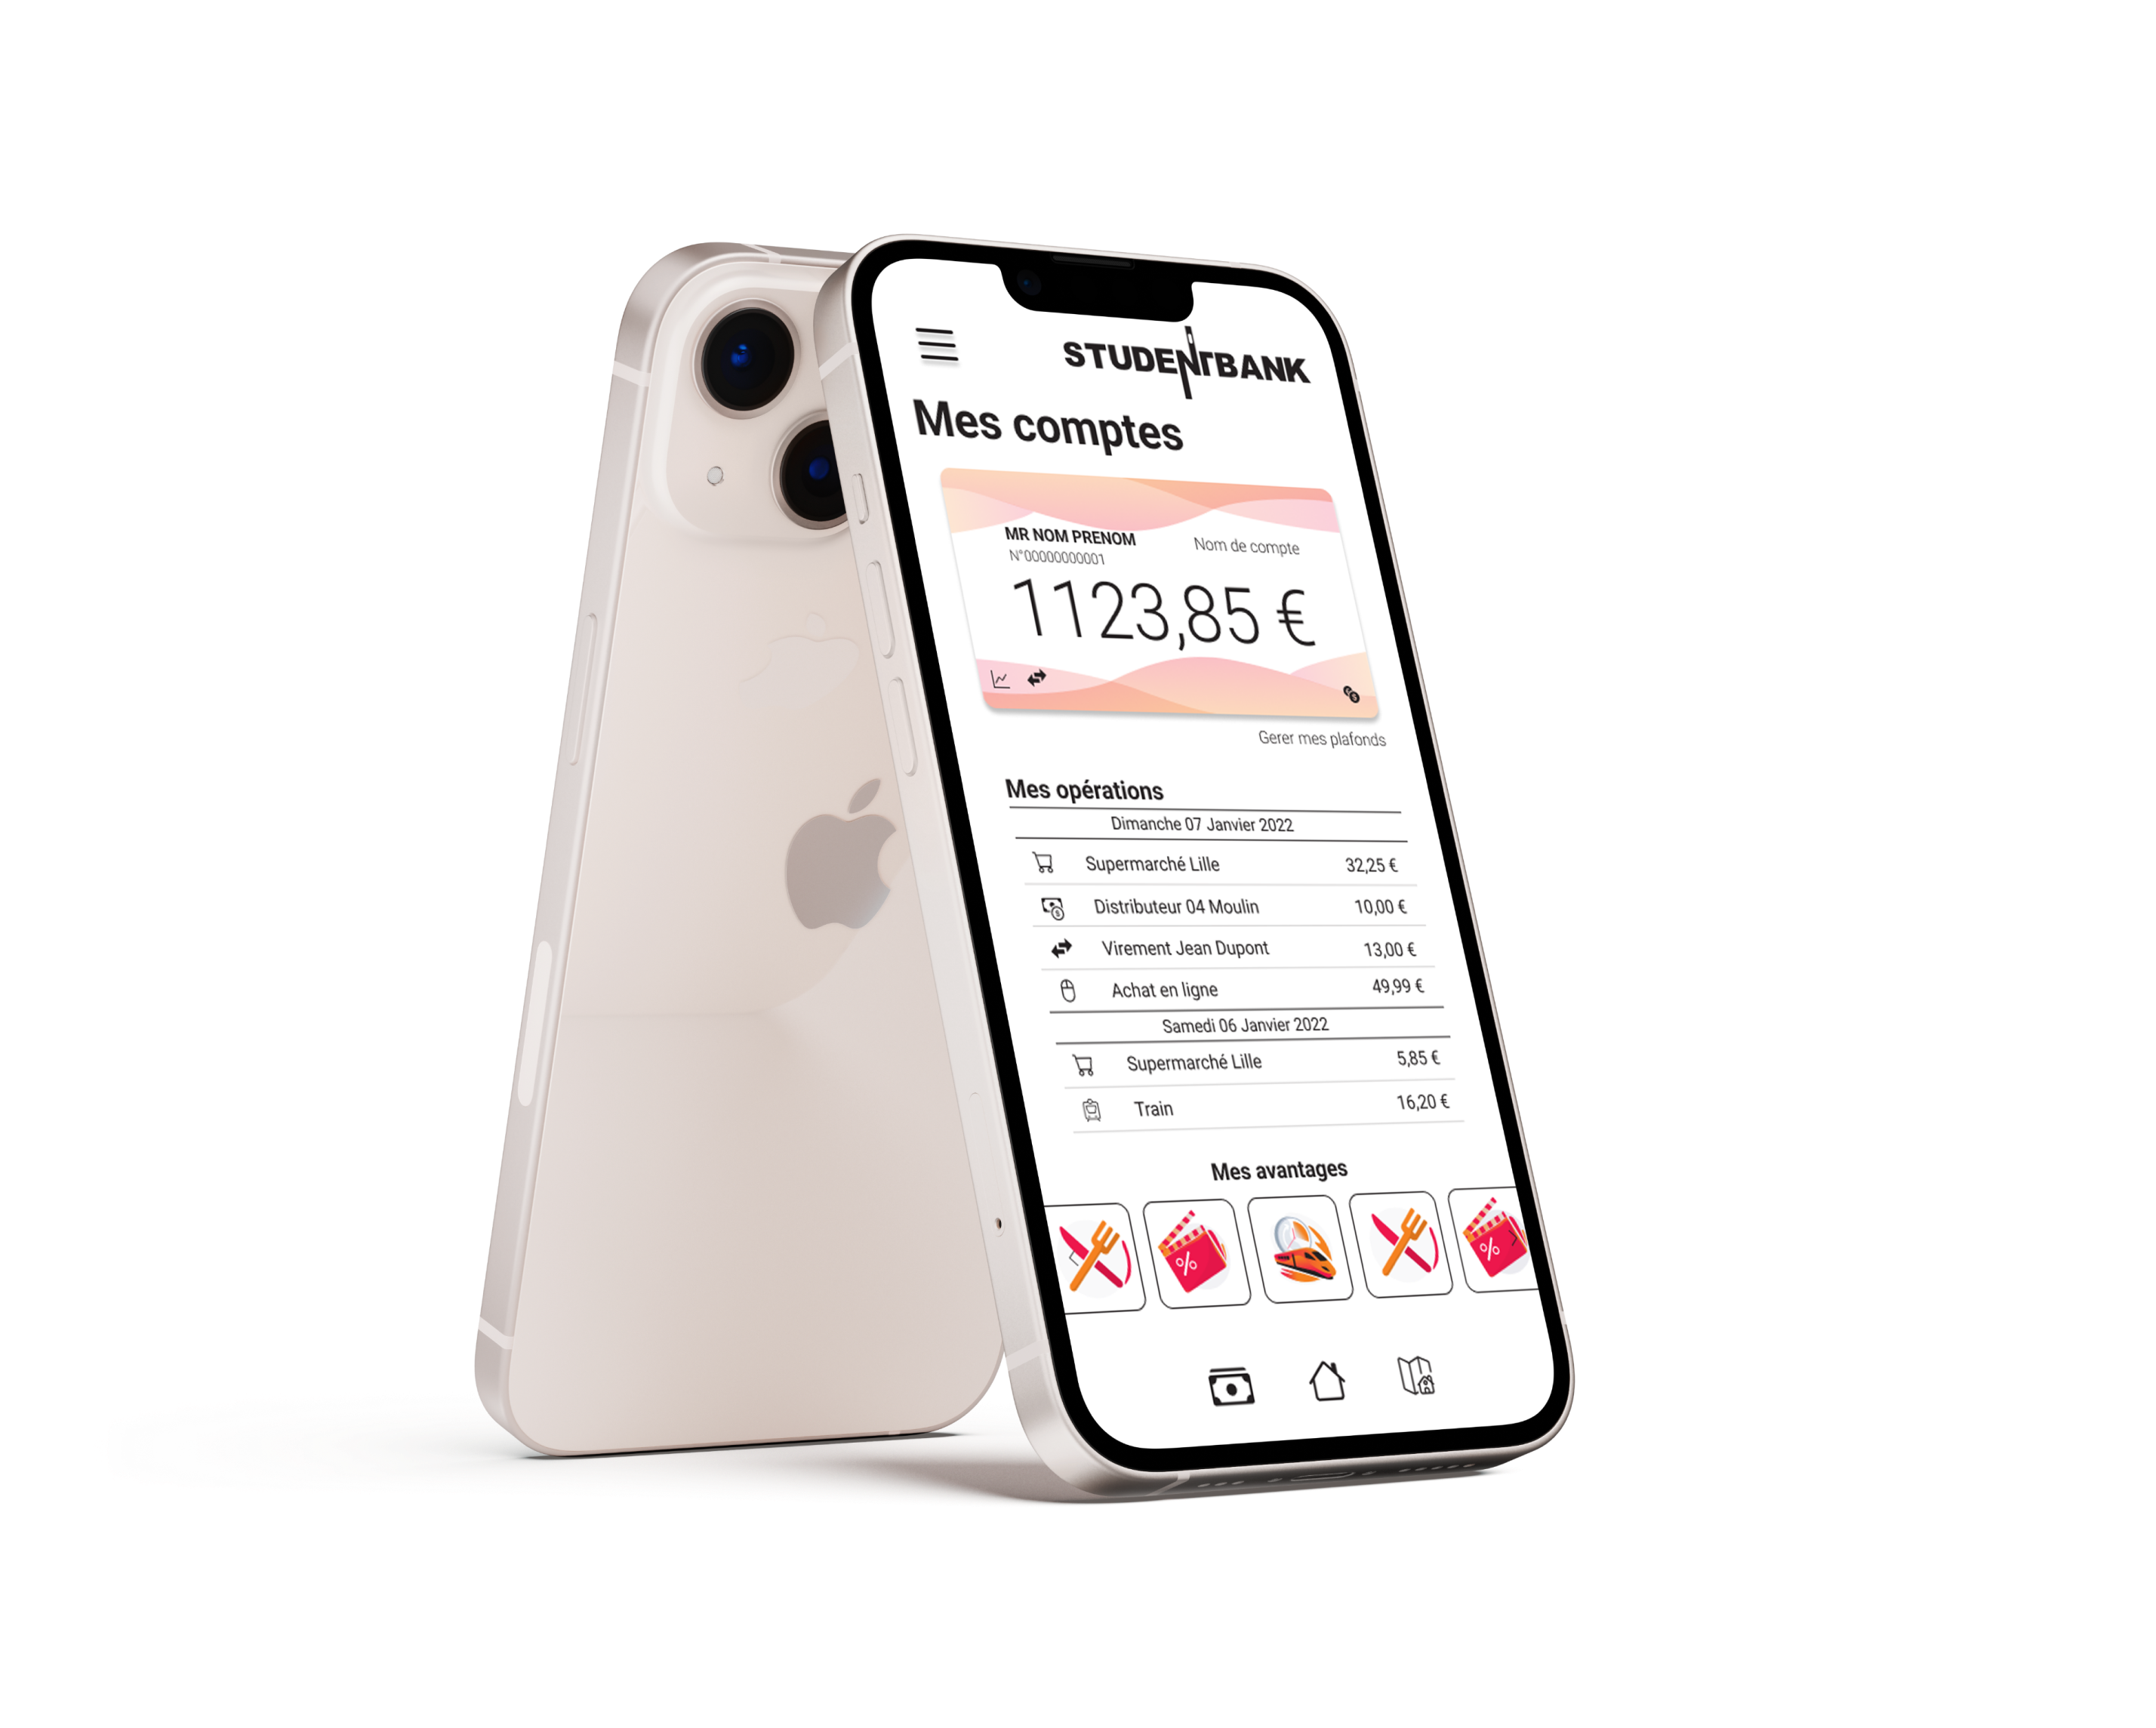 STUDENTBANK
Mes comptes
MR NOM PRENOM
Nom de compte
N°00000000001
1123,85 €
Gerer mes plafonds
Mes opérations
Dimanche 07 Janvier 2022
Supermarché Lille 32,25 €
Distributeur 04 Moulin 10,00 €
Virement Jean Dupont 13,00 €
Achat en ligne 49,99 €
Samedi 06 Janvier 2022
Supermarché Lille 5,85 €
Train 16,20 €
Mes avantages
% %